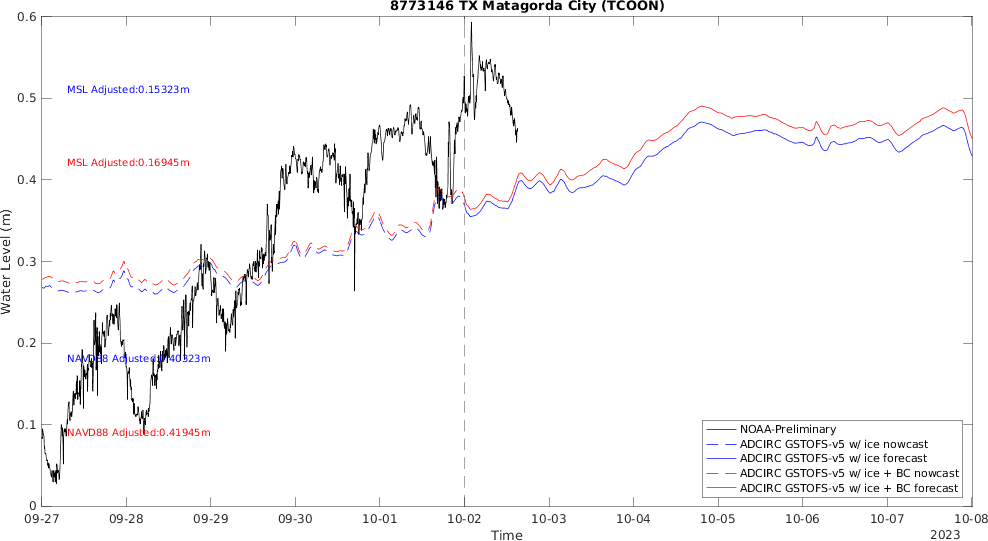 8773146 TX Matagorda City (TCOON)
0.6
0.5
0.4
0.3
0.2
0.1
0
Water Level (m)
MSL Adjusted:0.15323m
MSL Adjusted:0.16945m
NAVD88 Adjusted:0.40323m
NAVD88 Adjusted:0.41945m
NOAA-Preliminary
ADCIRC GSTOFS-v5 w/ ice nowcast
ADCIRC GSTOFS-v5 w/ ice forecast
ADCIRC GSTOFS-v5 w/ ice + BC nowcast
ADCIRC GSTOFS-v5 w/ ice + BC forecast
09-27 09-28 09-29 09-30 10-01 10-02 10-03 10-04 10-05 10-06 10-07 10-08
Time
2023